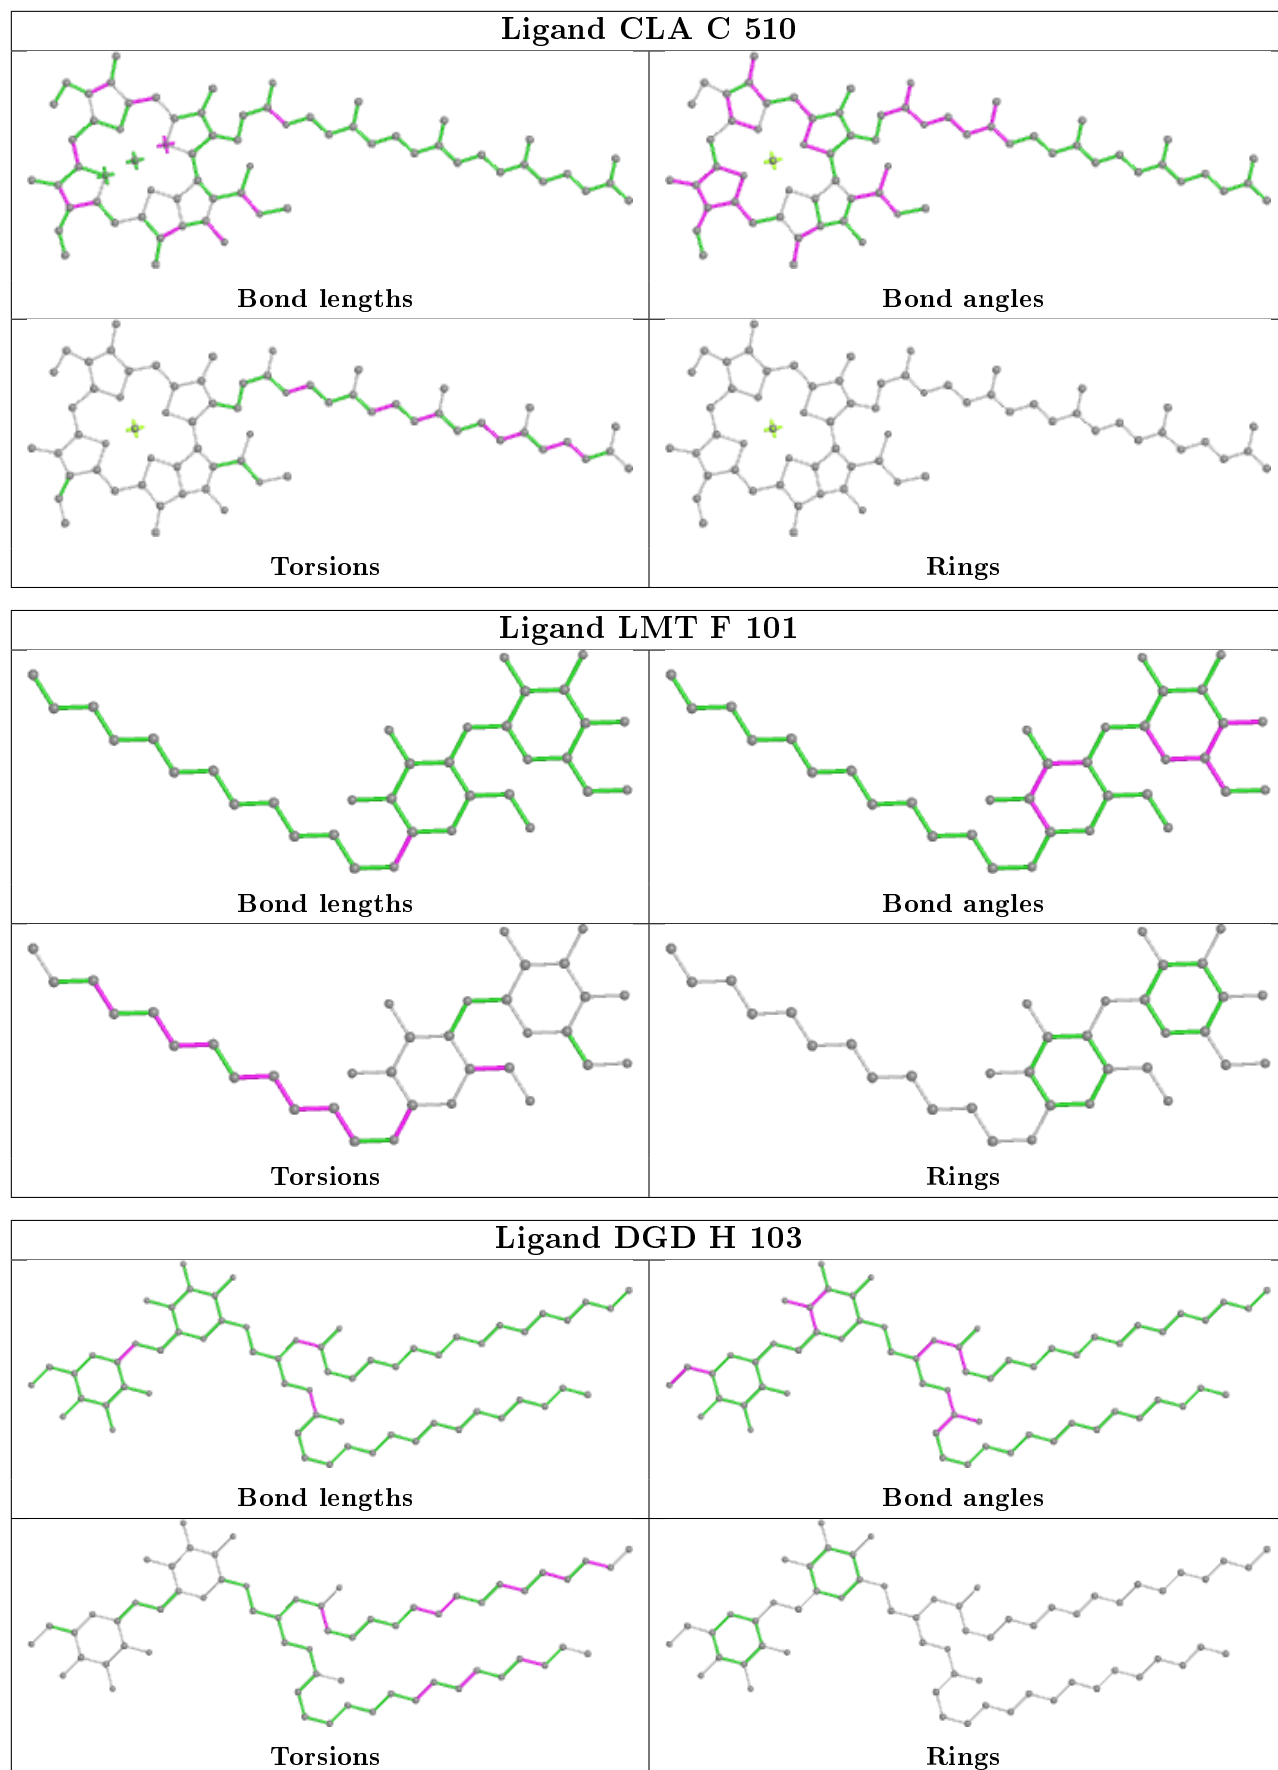 Ligand CLA C 510
Bond lengths
Bond angles
Torsions
Rings
Ligand LMT F 101
Bond lengths
Bond angles
Torsions
Rings
Ligand DGD H 103
Bond lengths
Bond angles
Torsions
Rings